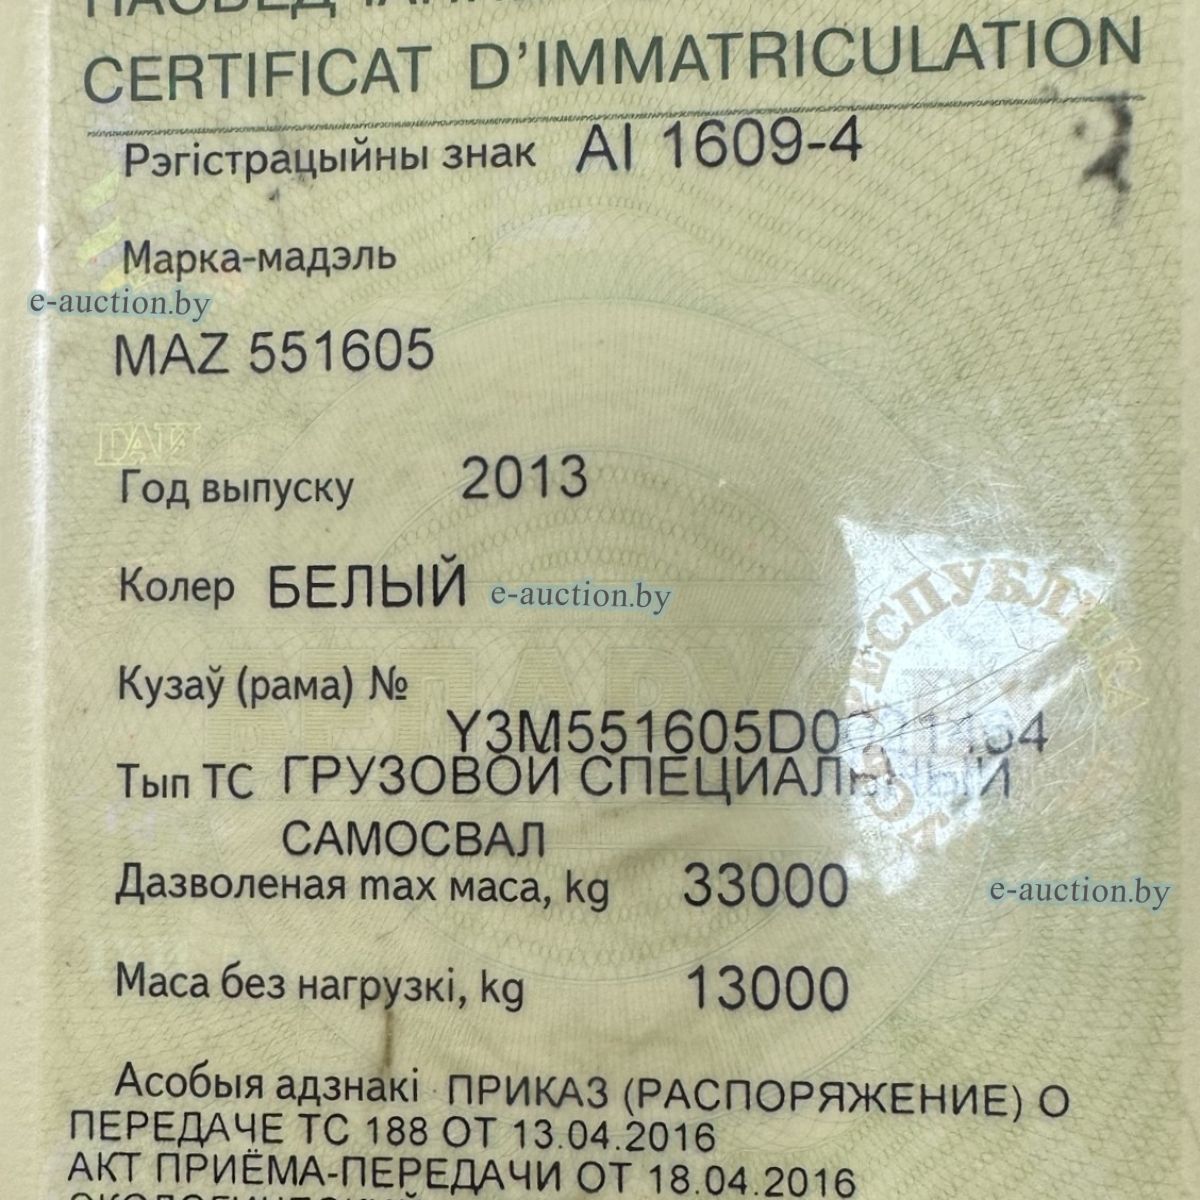 CERTIFICAT D'IMMATRICULATION
Рэгістрацыйны знак AI 1609-4
Марка-мадэль
e-auction.by
MAZ 551605
ГАИ
Год выпуску 2013
Колер БЕЛЫЙ e-auction.by
Кузаў (рама) №
Тып ТС ГРУЗОВОЙ СПЕЦИАЛЬНЫЙ
САМОСВАЛ
Дазволеная max маса, kg 33000
e-auction.by
Маса без нагрузкі, kg 13000
Асобыя адзнакі ПРИКАЗ (РАСПОРЯЖЕНИЕ) О
ПЕРЕДАЧЕ ТС 188 ОТ 13.04.2016
АКТ ПРИЁМА-ПЕРЕДАЧИ ОТ 18.04.2016